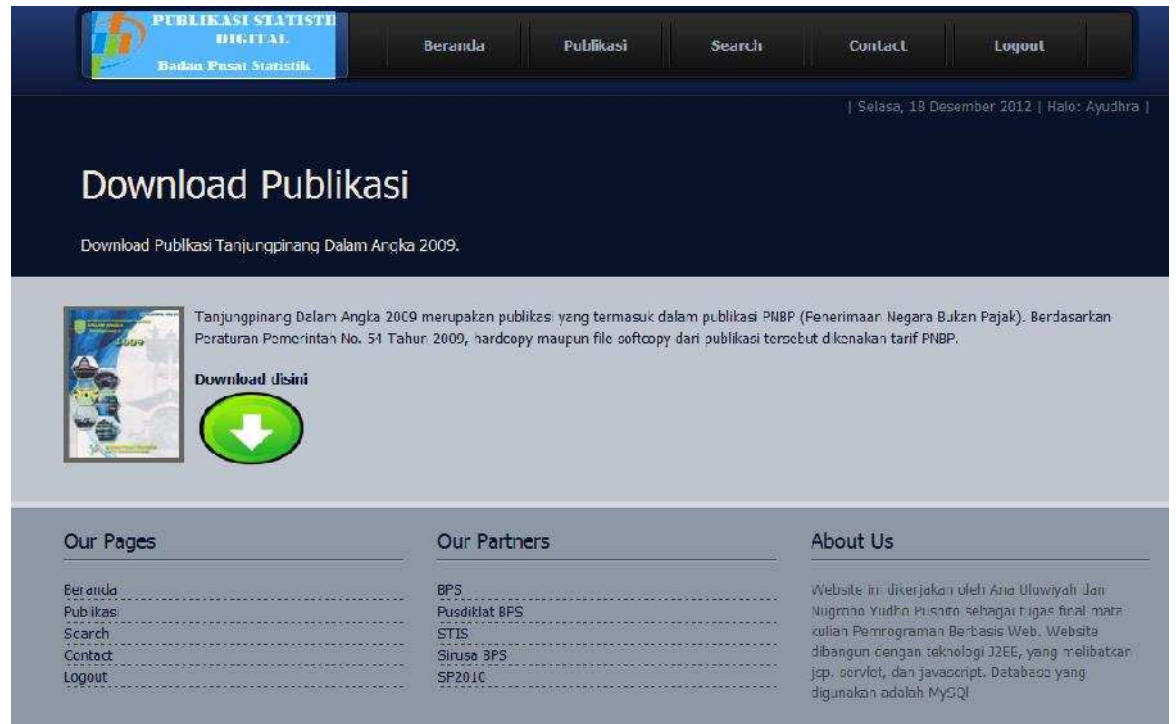 PUBLIKASI STATISTI
DIGITAL
Badan Pusat Statistik
Beranda
Publikasi
Search
Contact
Logout
| Selasa, 18 Desember 2012 | Halo: Ayudhra |
Download Publikasi
Download Publkasi Tanjungpinang Dalam Angka 2009.
2009
Tanjungpinang Dalam Angka 2009 merupakan publikasi yang termasuk dalam publikasi PNBP (Penerimaan Negara Bukan Pajak). Berdasarkan
Peraturan Pemerintah No. 54 Tahun 2009, hardcopy maupun file softcopy dari publikasi tersebut dikenakan tarif PNBP.
Download disini
Our Pages
Beranda
Publikasi
Search
Contact
Logout
Our Partners
BPS
Pusdiklat BPS
STIS
Sirusa BPS
SP2010
About Us
Website ini dikerjakan oleh Ana Uluwiyah dan
Nugroho Yudho sebagai tugas final mata
kuliah Pemrograman Berbasis Web. Website
dibangun dengan teknologi J2EE, yang melibatkan
jsp, servlet, dan javascript. Database yang
digunakan adalah MySQl